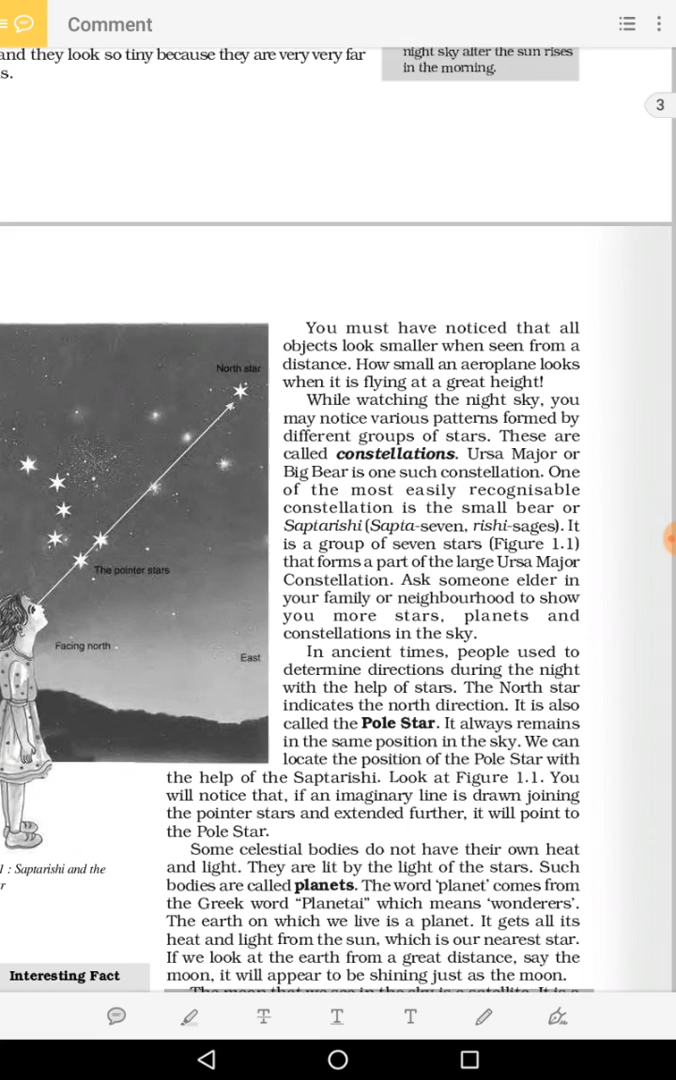 Comment
and they look so tiny because they are very very far
s.
night sky after the sun rises
in the morning.
3
You must have noticed that all
objects look smaller when seen from a
distance. How small an aeroplane looks
when it is flying at a great height!
While watching the night sky, you
may notice various patterns formed by
different groups of stars. These are
called constellations. Ursa Major or
Big Bear is one such constellation. One
of the most easily recognisable
constellation is the small bear or
Saptarishi (Sapta-seven, rishi-sages). It
is a group of seven stars (Figure 1.1)
that forms a part of the large Ursa Major
Constellation. Ask someone elder in
your family or neighbourhood to show
you more stars, planets and
constellations in the sky.
In ancient times, people used to
determine directions during the night
with the help of stars. The North star
indicates the north direction. It is also
called the Pole Star. It always remains
in the same position in the sky. We can
locate the position of the Pole Star with
the help of the Saptarishi. Look at Figure 1.1. You
will notice that, if an imaginary line is drawn joining
the pointer stars and extended further, it will point to
the Pole Star.
Some celestial bodies do not have their own heat
and light. They are lit by the light of the stars. Such
bodies are called planets. The word ‘planet’ comes from
the Greek word “Planetai” which means ‘wonderers’.
The earth on which we live is a planet. It gets all its
heat and light from the sun, which is our nearest star.
If we look at the earth from a great distance, say the
moon, it will appear to be shining just as the moon.
The moon that we see in the sky is a satellite. It is a
North star
The pointer stars
Facing north
East
1 : Saptarishi and the
r
Interesting Fact
T
T
T